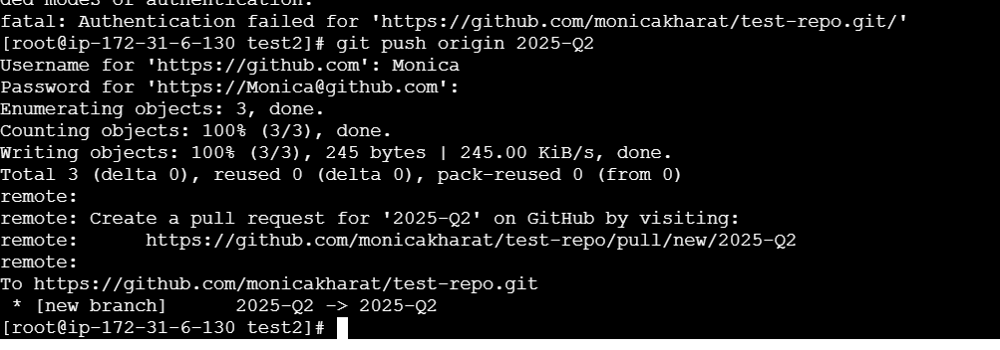 ded modes of authentication.
fatal: Authentication failed for 'https://github.com/monicakharat/test-repo.git/'
[root@ip-172-31-6-130 test2]# git push origin 2025-Q2
Username for 'https://github.com': Monica
Password for 'https://Monica@github.com':
Enumerating objects: 3, done.
Counting objects: 100% (3/3), done.
Writing objects: 100% (3/3), 245 bytes | 245.00 KiB/s, done.
Total 3 (delta 0), reused 0 (delta 0), pack-reused 0 (from 0)
remote:
remote: Create a pull request for '2025-Q2' on GitHub by visiting:
remote:      https://github.com/monicakharat/test-repo/pull/new/2025-Q2
remote:
To https://github.com/monicakharat/test-repo.git
 * [new branch]      2025-Q2 -> 2025-Q2
[root@ip-172-31-6-130 test2]#